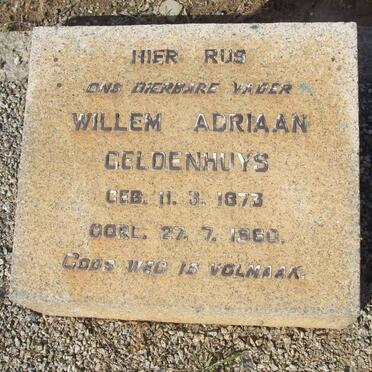 HIER RUS
ONS DIERBARE VADER
WILLEM ADRIAAN
GELDENHUYS
GEB. 11. 3. 1873
OORL. 27. 7. 1960.
GODS WEG IS VOLMAAK.